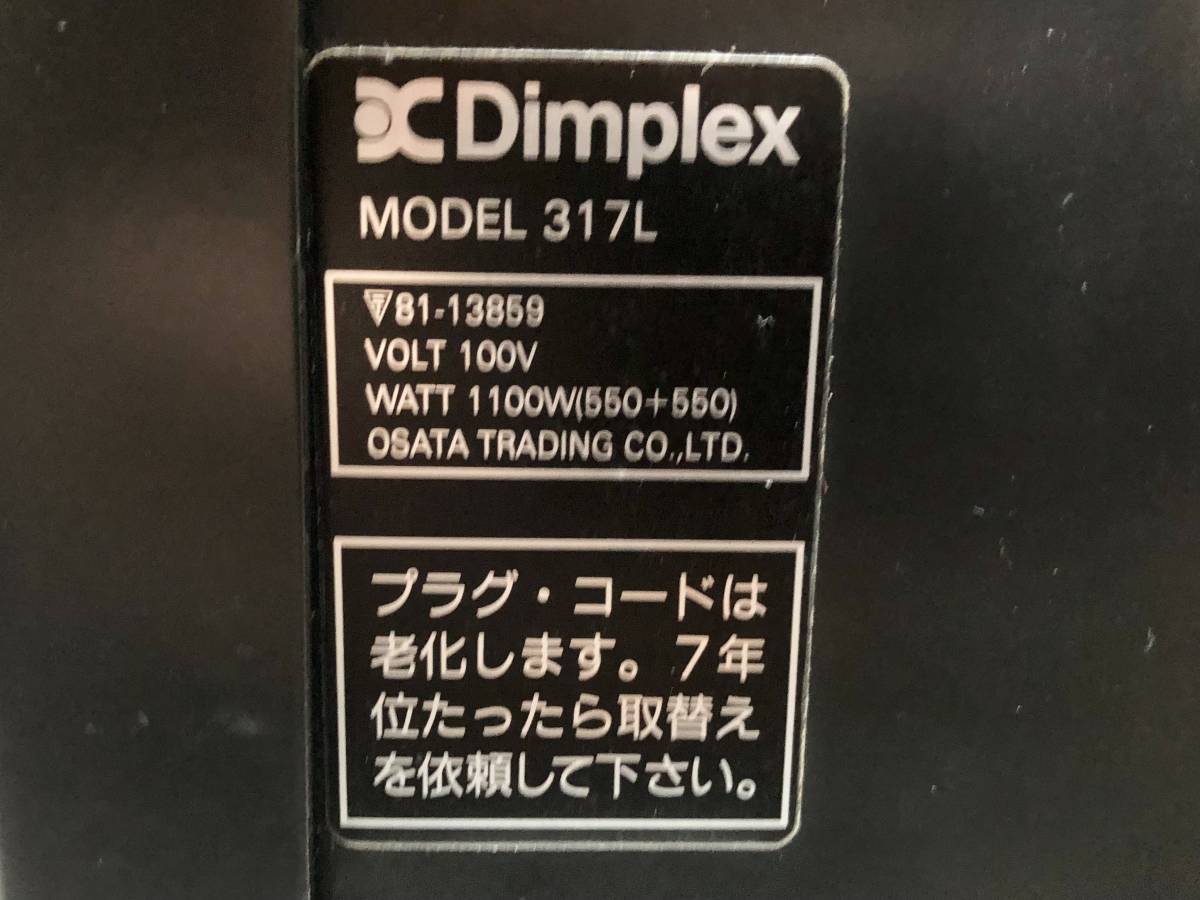 Dimplex
MODEL 317L
81-13859
VOLT 100V
WATT 1100W(550+550)
OSATA TRADING CO.,LTD.
プラグ・コードは
老化します。7年
位たったら取替え
を依頼して下さい。